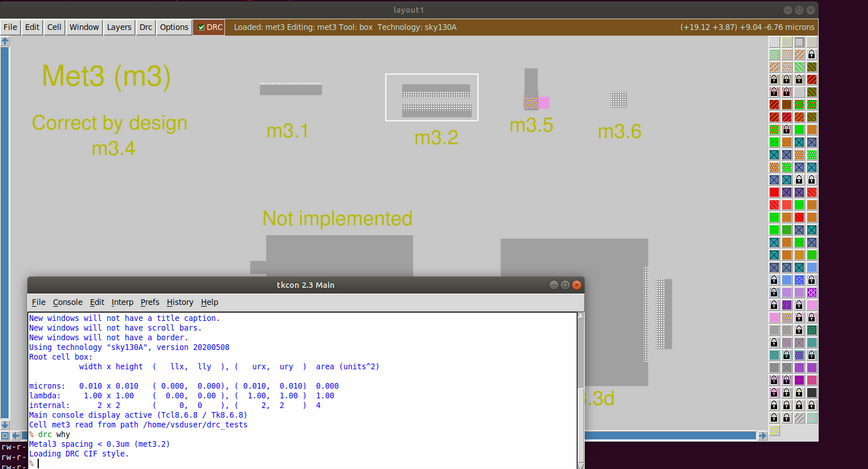 layout1
File Edit Cell Window Layers Drc Options DRC Loaded: met3 Editing: met3 Tool: box Technology: sky130A (+19.12 +3.87) +9.04 -6.76 microns
Met3 (m3)
Correct by design
m3.4
m3.1
m3.2
m3.5
m3.6
Not implemented
.3d
tkcon 2.3 Main
File Console Edit Interp Prefs History Help
New windows will not have a title caption.
New windows will not have scroll bars.
New windows will not have a border.
Using technology "sky130A", version 20200508
Root cell box:
width x height ( llx, lly ), ( urx, ury ) area (units^2)
microns: 0.010 x 0.010 ( 0.000, 0.000), ( 0.010, 0.010) 0.000
lambda: 1.00 x 1.00 ( 0.00, 0.00 ), ( 1.00, 1.00 ) 1.00
internal: 2 x 2 ( 0, 0 ), ( 2, 2 ) 4
Main console display active (Tcl8.6.8 / Tk8.6.8)
Cell met3 read from path /home/vsduser/drc_tests
% drc why
Metal3 spacing < 0.3um (met3.2)
Loading DRC CIF style.
%
rw-r-
rw-r-